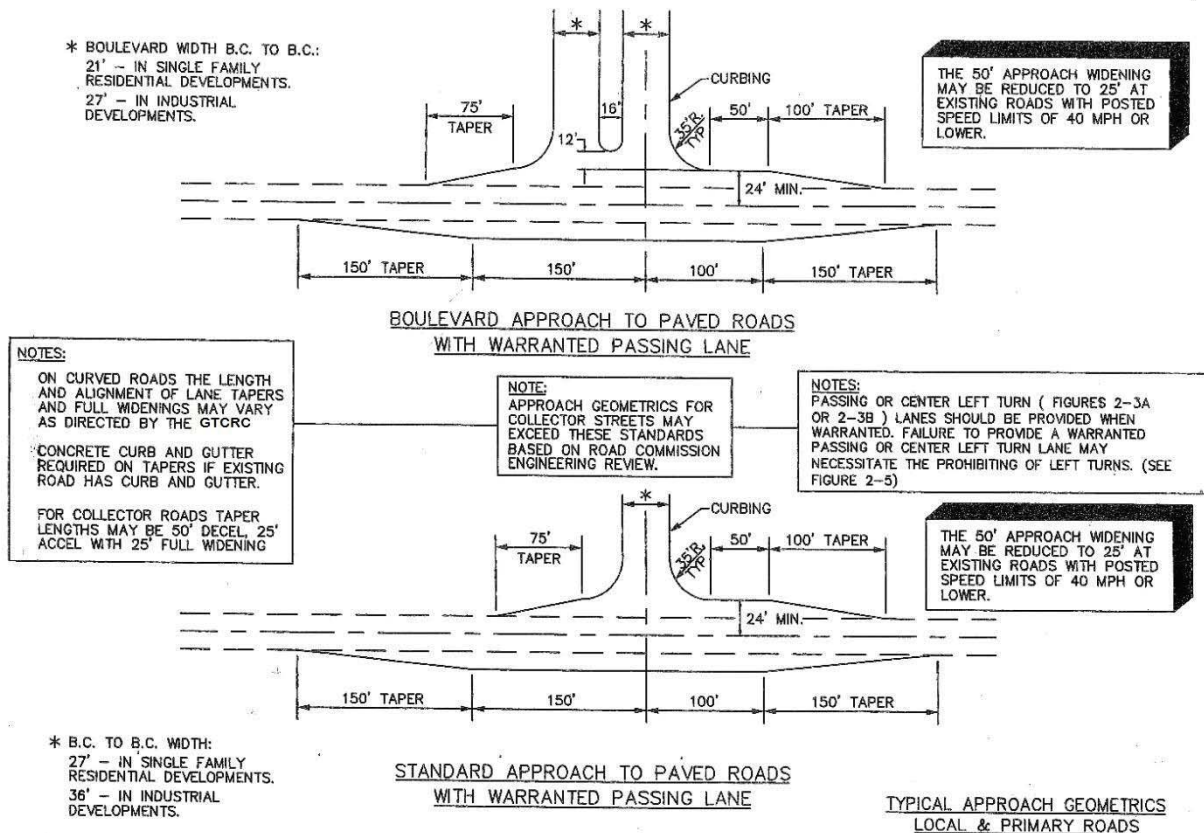 * BOULEVARD WIDTH B.C. TO B.C.:
21' - IN SINGLE FAMILY
RESIDENTIAL DEVELOPMENTS.
27' - IN INDUSTRIAL
DEVELOPMENTS.
*
*
CURBING
75'
TAPER
16'
12'
35'R.
TYP
50'
100' TAPER
24' MIN.
THE 50' APPROACH WIDENING
MAY BE REDUCED TO 25' AT
EXISTING ROADS WITH POSTED
SPEED LIMITS OF 40 MPH OR
LOWER.
150' TAPER
150'
100'
150' TAPER
BOULEVARD APPROACH TO PAVED ROADS
WITH WARRANTED PASSING LANE
NOTES:
ON CURVED ROADS THE LENGTH
AND ALIGNMENT OF LANE TAPERS
AND FULL WIDENINGS MAY VARY
AS DIRECTED BY THE GTCRC
CONCRETE CURB AND GUTTER
REQUIRED ON TAPERS IF EXISTING
ROAD HAS CURB AND GUTTER.
FOR COLLECTOR ROADS TAPER
LENGTHS MAY BE 50' DECEL, 25'
ACCEL WITH 25' FULL WIDENING
NOTE:
APPROACH GEOMETRICS FOR
COLLECTOR STREETS MAY
EXCEED THESE STANDARDS
BASED ON ROAD COMMISSION
ENGINEERING REVIEW.
NOTES:
PASSING OR CENTER LEFT TURN ( FIGURES 2-3A
OR 2-3B ) LANES SHOULD BE PROVIDED WHEN
WARRANTED. FAILURE TO PROVIDE A WARRANTED
PASSING OR CENTER LEFT TURN LANE MAY
NECESSITATE THE PROHIBITING OF LEFT TURNS. (SEE
FIGURE 2-5)
*
CURBING
75'
TAPER
35'R.
TYP
50'
100' TAPER
24' MIN.
THE 50' APPROACH WIDENING
MAY BE REDUCED TO 25' AT
EXISTING ROADS WITH POSTED
SPEED LIMITS OF 40 MPH OR
LOWER.
150' TAPER
150'
100'
150' TAPER
* B.C. TO B.C. WIDTH:
27' - IN SINGLE FAMILY
RESIDENTIAL DEVELOPMENTS.
36' - IN INDUSTRIAL
DEVELOPMENTS.
STANDARD APPROACH TO PAVED ROADS
WITH WARRANTED PASSING LANE
TYPICAL APPROACH GEOMETRICS
LOCAL & PRIMARY ROADS